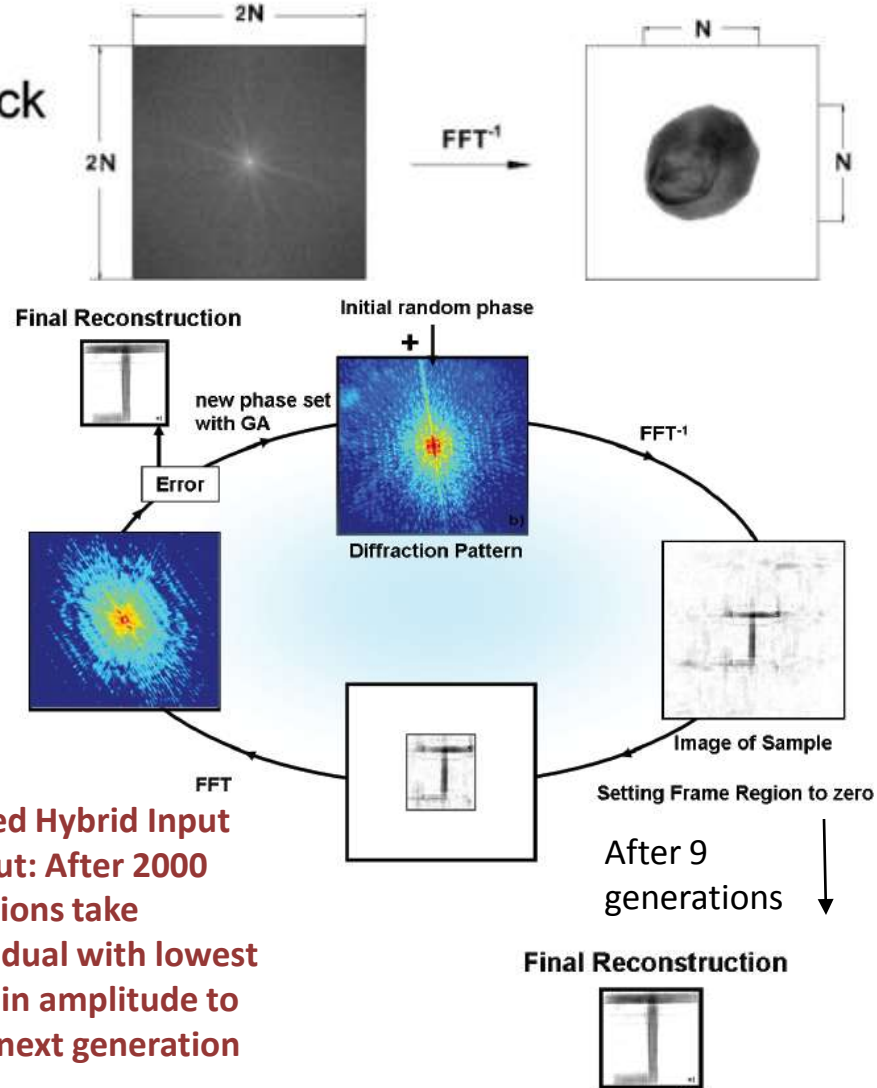 2N
ck
2N
FFT-1
N
N
Final Reconstruction
Initial random phase
+
new phase set
with GA
FFT-1
Error
b)
Diffraction Pattern
Image of Sample
FFT
Setting Frame Region to zero
ed Hybrid Input
ut: After 2000
ions take
dual with lowest
in amplitude to
next generation
After 9
generations
Final Reconstruction